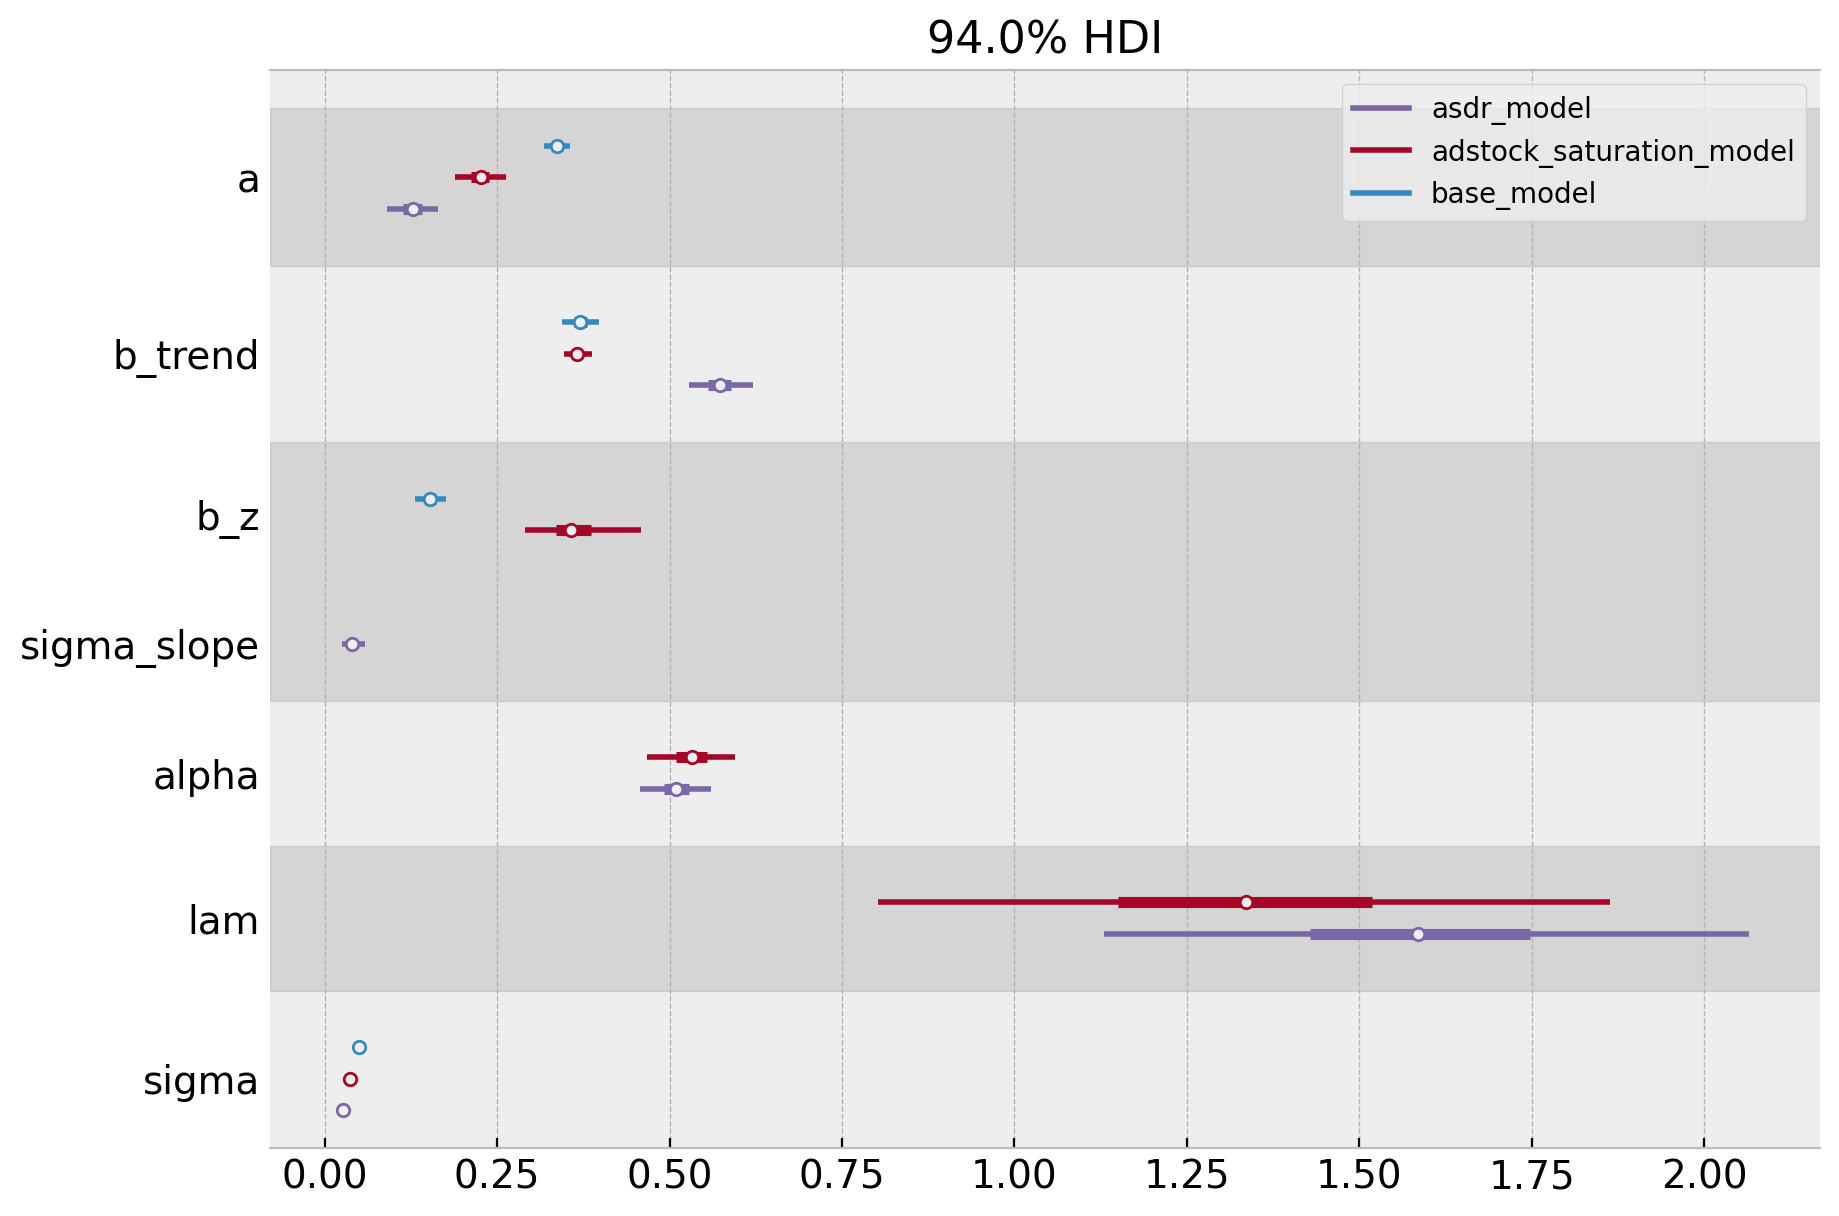 94.0% HDI
asdr_model
adstock_saturation_model
base_model
a
b_trend
b_z
sigma_slope
alpha
lam
sigma
0.00 0.25 0.50 0.75 1.00 1.25 1.50 1.75 2.00